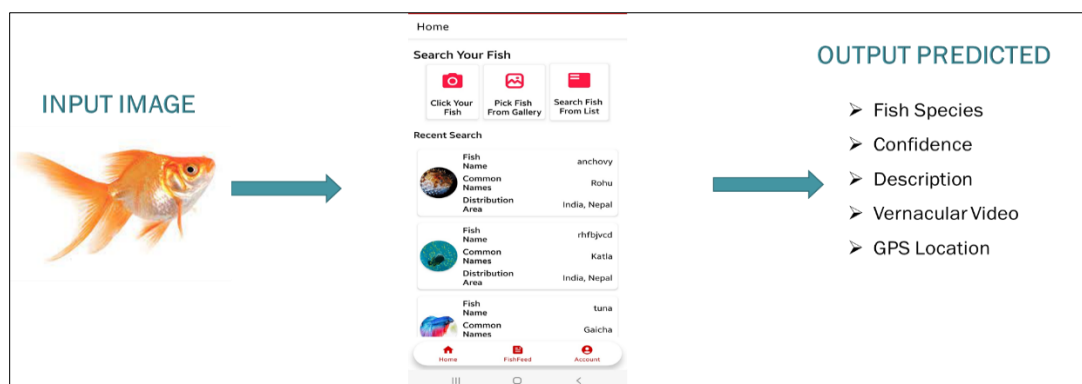 INPUT IMAGE
Home
Search Your Fish
Click Your
Fish
Pick Fish
From Gallery
Search Fish
From List
Recent Search
Fish
Name
anchovy
Common
Names
Rohu
Distribution
Area
India, Nepal
Fish
Name
rhfbjvcd
Common
Names
Katla
Distribution
Area
India, Nepal
Fish
Name
tuna
Common
Names
Gaicha
Home
FishFeed
Account
OUTPUT PREDICTED
Fish Species
Confidence
Description
Vernacular Video
GPS Location